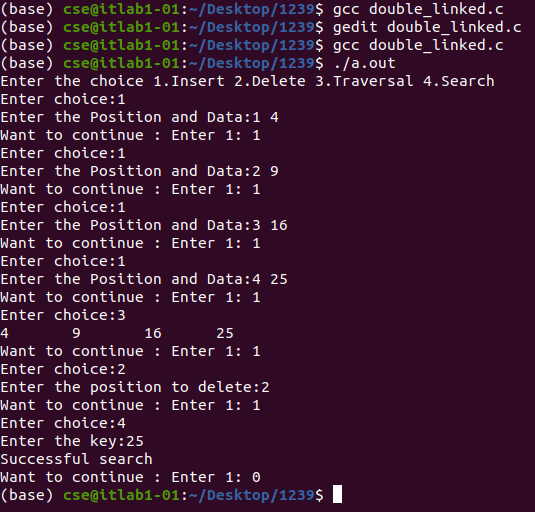 (base) cse@itlab1-01:~/Desktop/1239$ gcc double_linked.c
(base) cse@itlab1-01:~/Desktop/1239$ gedit double_linked.c
(base) cse@itlab1-01:~/Desktop/1239$ gcc double_linked.c
(base) cse@itlab1-01:~/Desktop/1239$ ./a.out
Enter the choice 1.Insert 2.Delete 3.Traversal 4.Search
Enter choice:1
Enter the Position and Data:1 4
Want to continue : Enter 1: 1
Enter choice:1
Enter the Position and Data:2 9
Want to continue : Enter 1: 1
Enter choice:1
Enter the Position and Data:3 16
Want to continue : Enter 1: 1
Enter choice:1
Enter the Position and Data:4 25
Want to continue : Enter 1: 1
Enter choice:3
4       9       16      25
Want to continue : Enter 1: 1
Enter choice:2
Enter the position to delete:2
Want to continue : Enter 1: 1
Enter choice:4
Enter the key:25
Successful search
Want to continue : Enter 1: 0
(base) cse@itlab1-01:~/Desktop/1239$